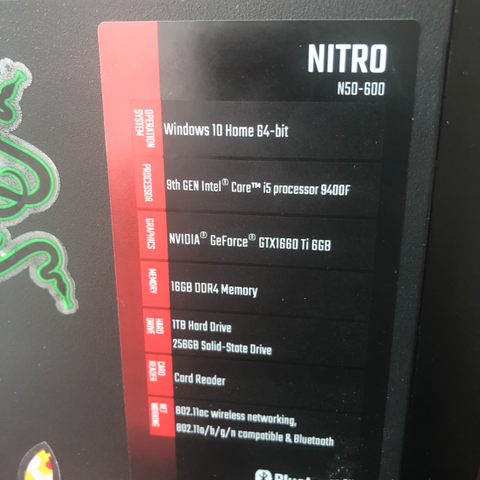 NITRO
N50-600
OPERATION SYSTEM
Windows 10 Home 64-bit
PROCESSOR
9th GEN Intel® Core™ i5 processor 9400F
GRAPHICS
NVIDIA® GeForce® GTX1660 Ti 6GB
MEMORY
16GB DDR4 Memory
HARD DRIVE
1TB Hard Drive
256GB Solid-State Drive
CARD READER
Card Reader
NET WORKING
802.11ac wireless networking,
802.11a/b/g/n compatible & Bluetooth